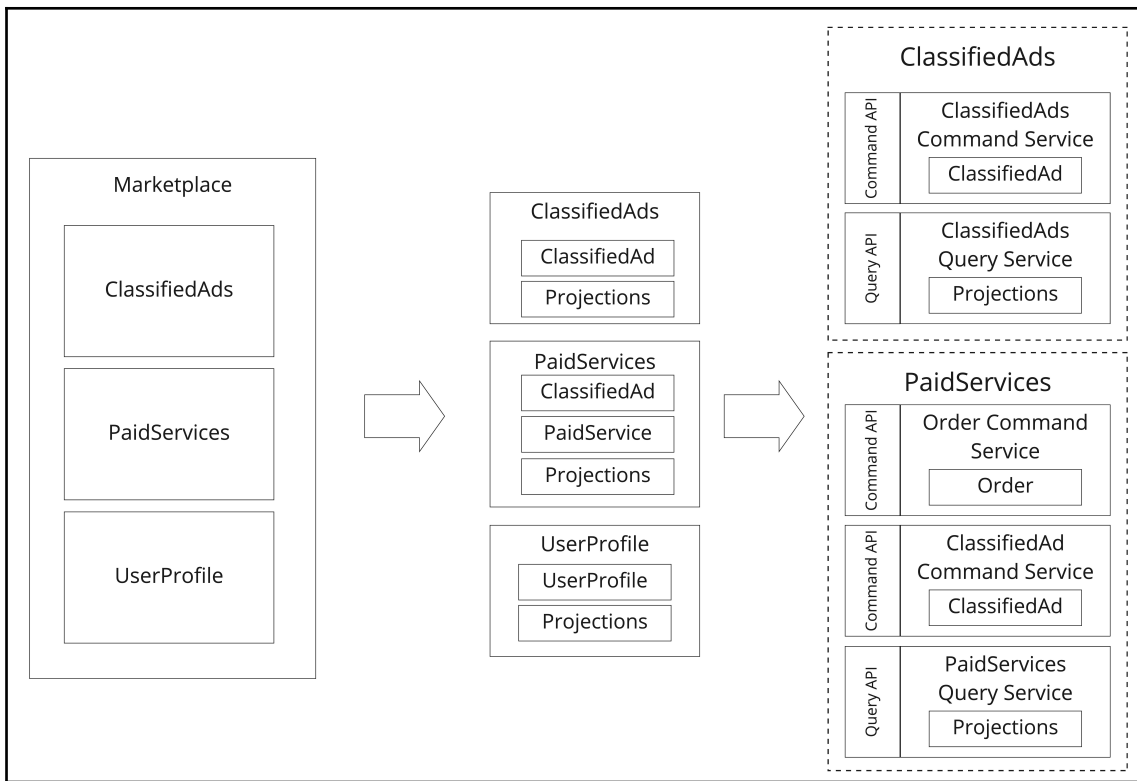 Marketplace
ClassifiedAds
PaidServices
UserProfile
ClassifiedAds
ClassifiedAd
Projections
PaidServices
ClassifiedAd
PaidService
Projections
UserProfile
UserProfile
Projections
ClassifiedAds
Command API
ClassifiedAds
Command Service
ClassifiedAd
Query API
ClassifiedAds
Query Service
Projections
PaidServices
Command API
Order Command
Service
Order
Command API
ClassifiedAd
Command Service
ClassifiedAd
Query API
PaidServices
Query Service
Projections